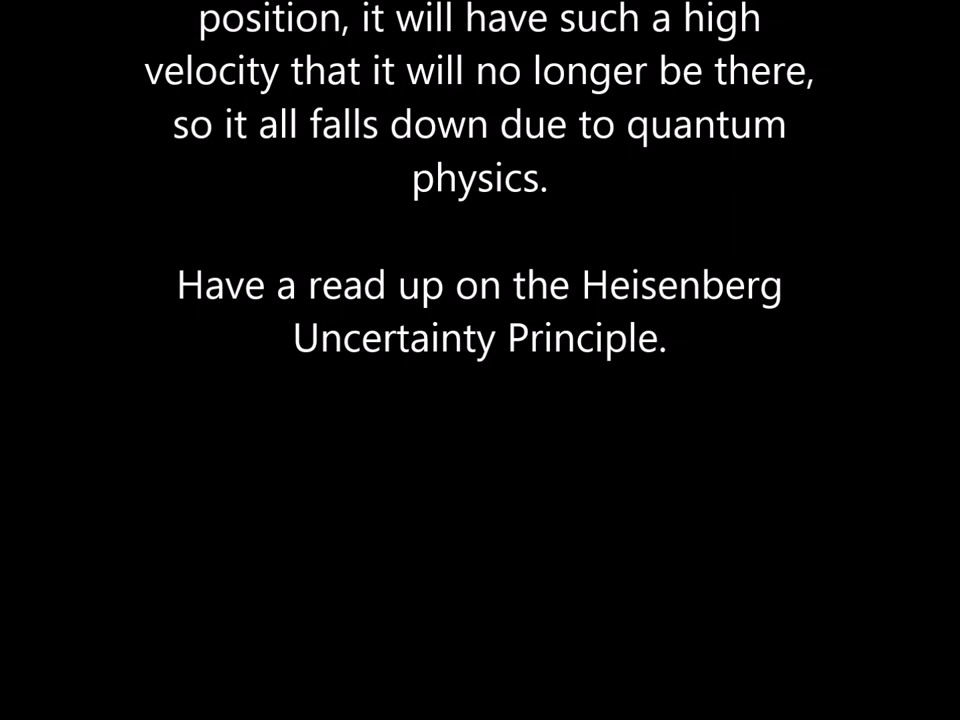 position, it will have such a high
velocity that it will no longer be there,
so it all falls down due to quantum
physics.
Have a read up on the Heisenberg
Uncertainty Principle.